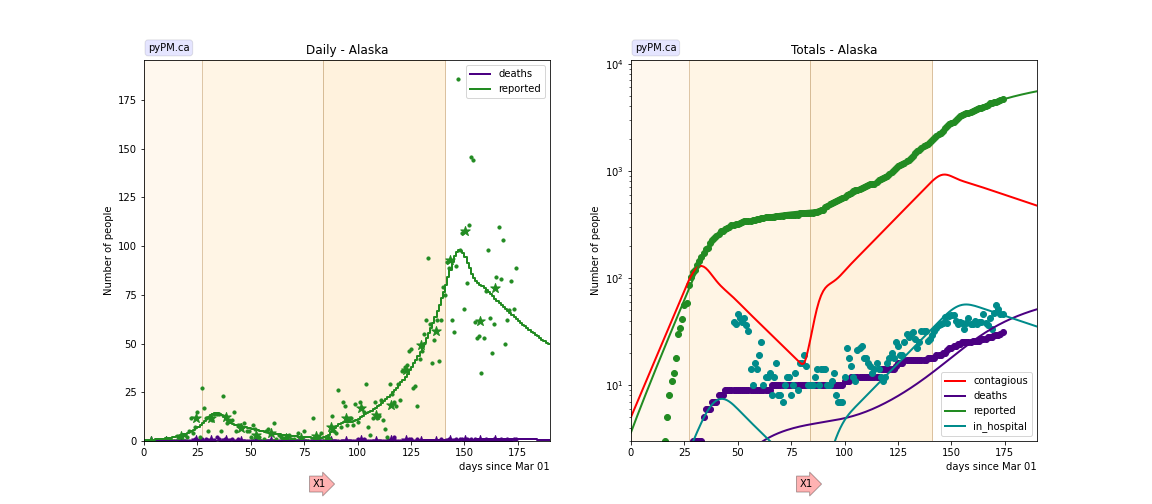 pyPM.ca
Daily - Alaska
deaths
reported
Number of people
175
150
125
100
75
50
25
0
0 25 50 75 100 125 150 175
days since Mar 01
X1
pyPM.ca
Totals - Alaska
Number of people
10⁴
10³
10²
10¹
contagious
deaths
reported
in_hospital
0 25 50 75 100 125 150 175
days since Mar 01
X1